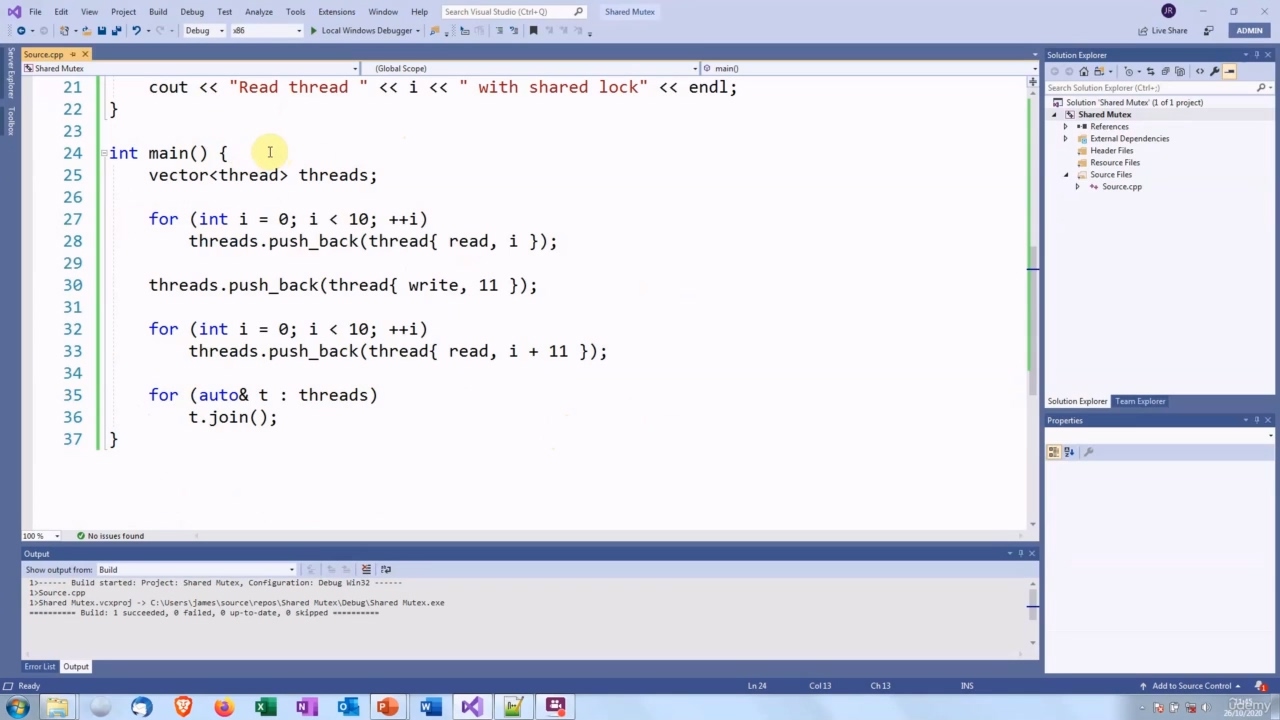 File Edit View Project Build Debug Test Analyze Tools Extensions Window Help Search Visual Studio (Ctrl+Q) Shared Mutex JR
Debug x86 Local Windows Debugger Live Share ADMIN
Server Explorer
Toolbox
Source.cpp
Shared Mutex (Global Scope) main()
21 cout << "Read thread " << i << " with shared lock" << endl;
22 }
23
24 int main() {
25 vector<thread> threads;
26
27 for (int i = 0; i < 10; ++i)
28 threads.push_back(thread{ read, i });
29
30 threads.push_back(thread{ write, 11 });
31
32 for (int i = 0; i < 10; ++i)
33 threads.push_back(thread{ read, i + 11 });
34
35 for (auto& t : threads)
36 t.join();
37 }
100 % No issues found
Output
Show output from: Build
1>------ Build started: Project: Shared Mutex, Configuration: Debug Win32 ------
1>Source.cpp
1>Shared Mutex.vcxproj -> C:\Users\james\source\repos\Shared Mutex\Debug\Shared Mutex.exe
========== Build: 1 succeeded, 0 failed, 0 up-to-date, 0 skipped ==========
Error List Output
Solution Explorer
Search Solution Explorer (Ctrl+;)
Solution 'Shared Mutex' (1 of 1 project)
Shared Mutex
References
External Dependencies
Header Files
Resource Files
Source Files
Source.cpp
Solution Explorer Team Explorer
Properties
Ready Ln 24 Col 13 Ch 13 INS Add to Source Control 1
Udemy
26/10/2020